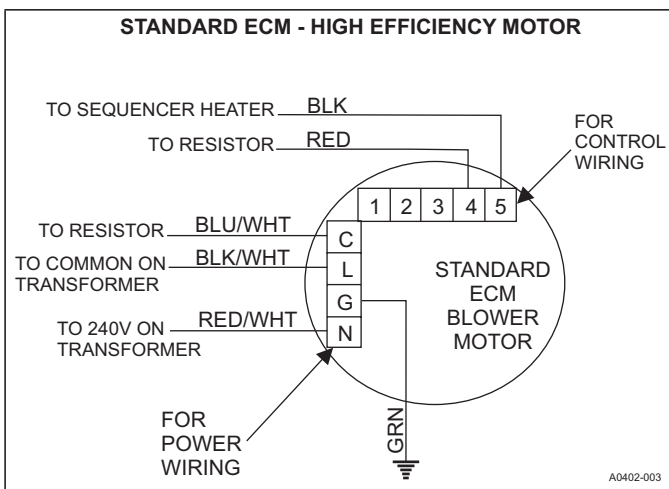 STANDARD ECM - HIGH EFFICIENCY MOTOR
TO SEQUENCER HEATER
BLK
TO RESISTOR
RED
FOR
CONTROL
WIRING
1 2 3 4 5
TO RESISTOR
BLU/WHT
C
TO COMMON ON
TRANSFORMER
BLK/WHT
L
G
TO 240V ON
TRANSFORMER
RED/WHT
N
STANDARD
ECM
BLOWER
MOTOR
FOR
POWER
WIRING
GRN
A0402-003